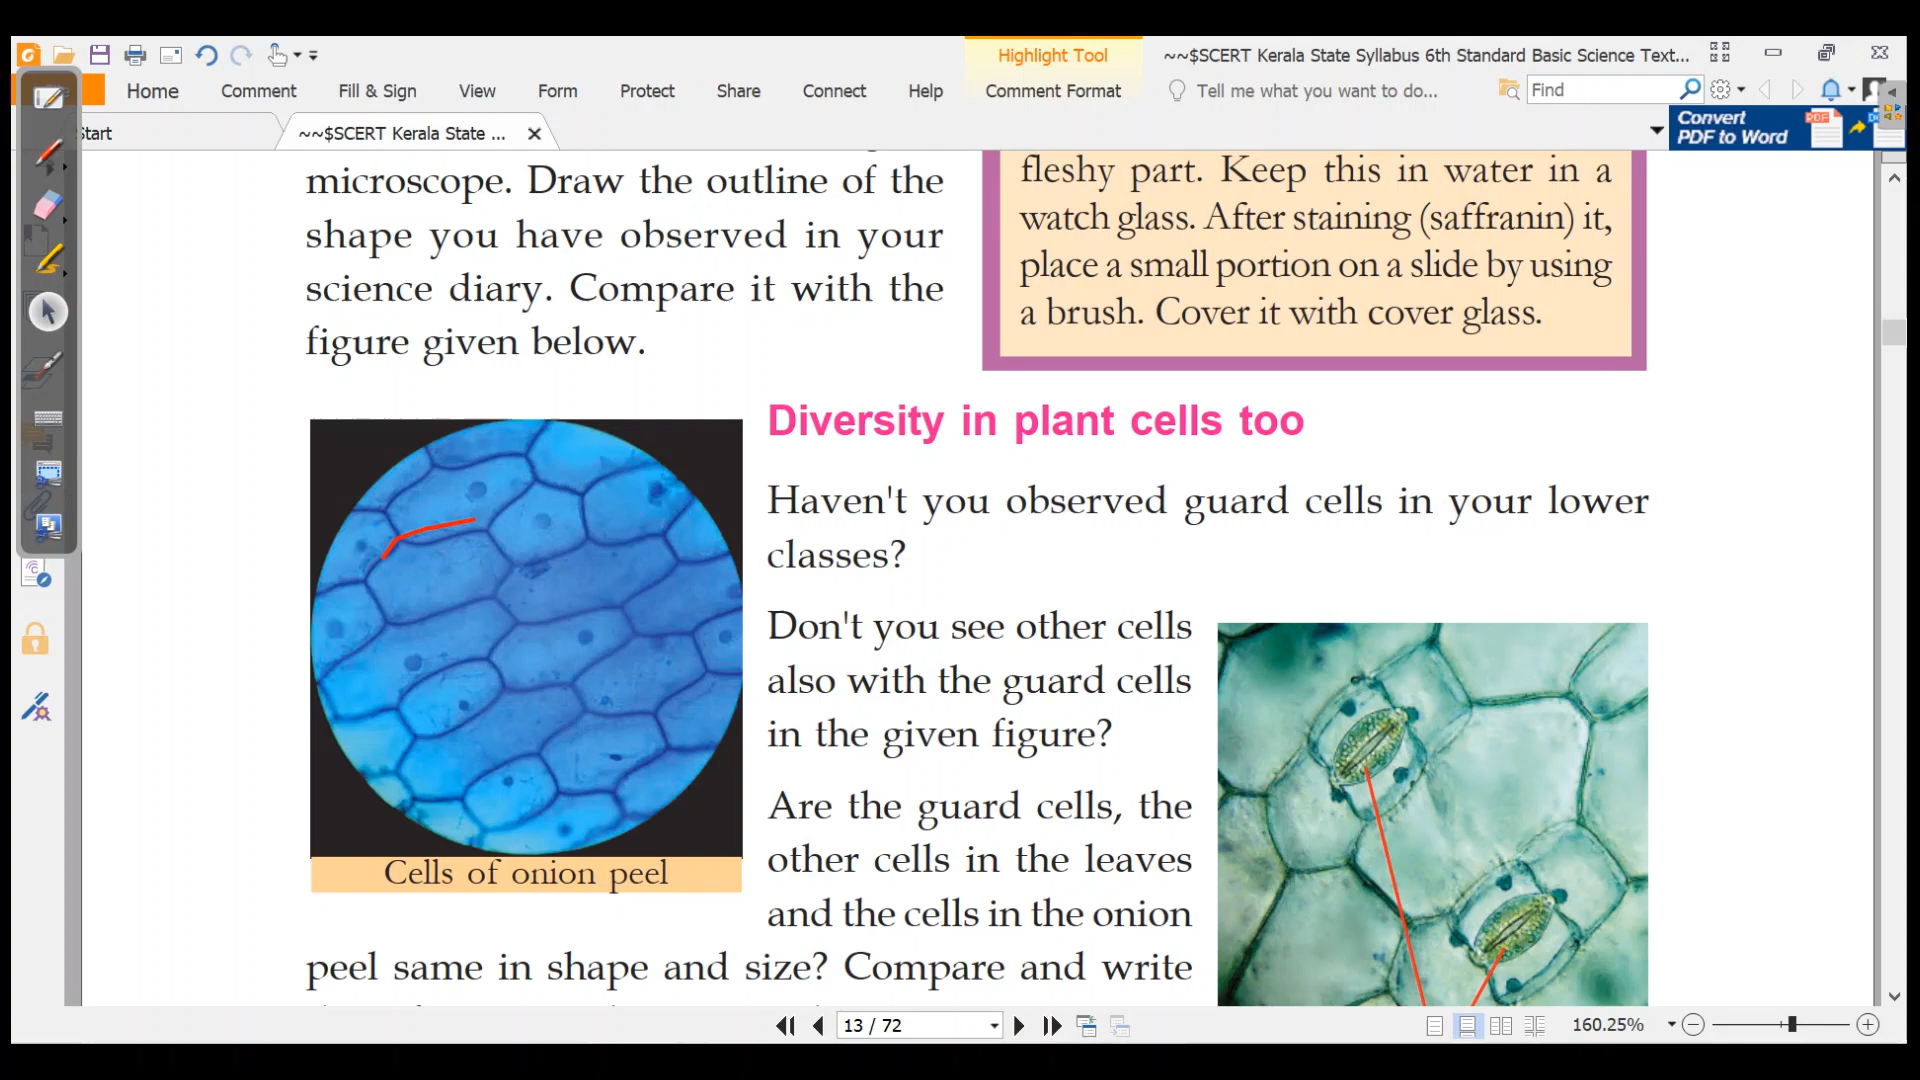 Highlight Tool
~~$SCERT Kerala State Syllabus 6th Standard Basic Science Text...
Home
Comment
Fill & Sign
View
Form
Protect
Share
Connect
Help
Comment Format
Tell me what you want to do...
Find
Start
~~$SCERT Kerala State ...
Convert
PDF to Word
PDF
microscope. Draw the outline of the
shape you have observed in your
science diary. Compare it with the
figure given below.
fleshy part. Keep this in water in a
watch glass. After staining (saffranin) it,
place a small portion on a slide by using
a brush. Cover it with cover glass.
Diversity in plant cells too
Haven't you observed guard cells in your lower
classes?
Don't you see other cells
also with the guard cells
in the given figure?
Are the guard cells, the
other cells in the leaves
and the cells in the onion
peel same in shape and size? Compare and write
Cells of onion peel
13 / 72
160.25%